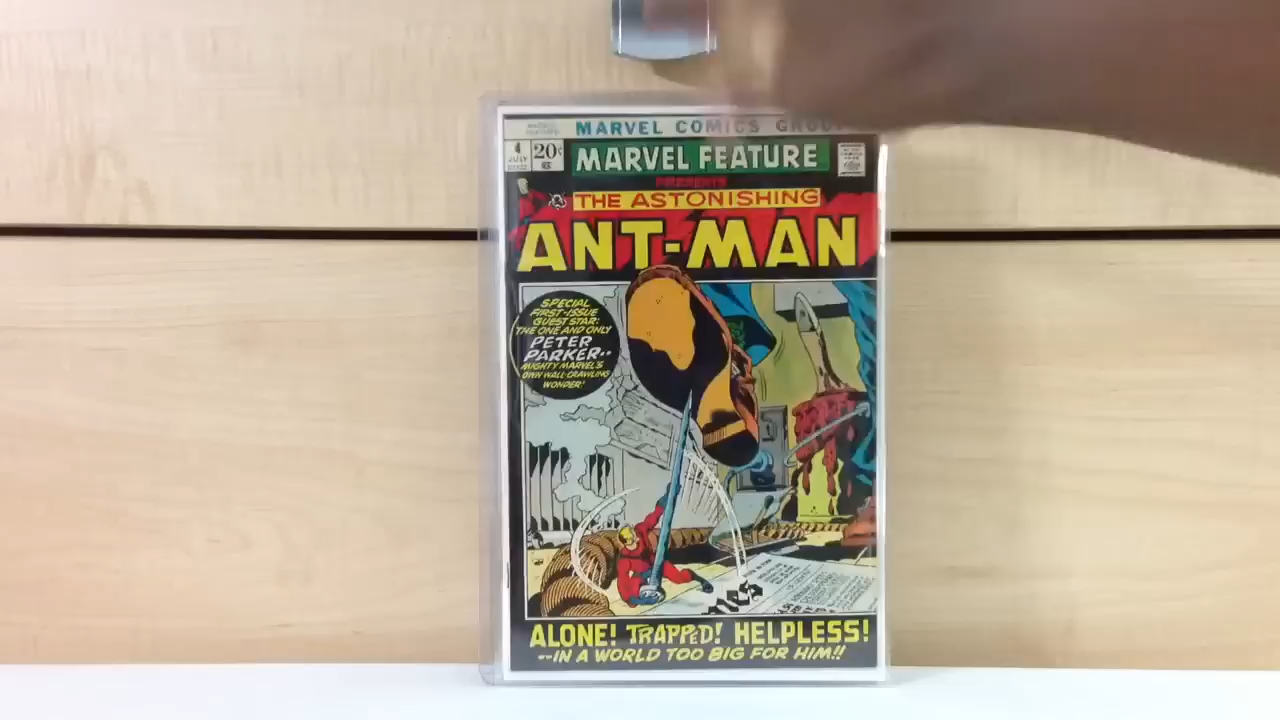 MARVEL COMICS GROUP
4
JULY
20¢
MARVEL FEATURE
PRESENTS
THE ASTONISHING
ANT-MAN
SPECIAL
FIRST-ISSUE
GUEST STAR:
THE ONE AND ONLY
PETER
PARKER--
MIGHTY MARVEL'S
OWN WALL-CRAWLING
WONDER!
ALONE! TRAPPED! HELPLESS!
--IN A WORLD TOO BIG FOR HIM!!